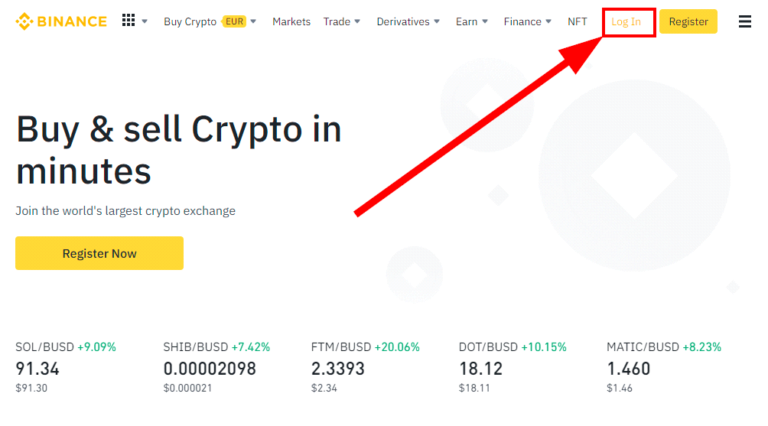 BINANCE Buy Crypto EUR Markets Trade Derivatives Earn Finance NFT Log In Register
Buy & sell Crypto in
minutes
Join the world's largest crypto exchange
Register Now
SOL/BUSD +9.09% SHIB/BUSD +7.42% FTM/BUSD +20.06% DOT/BUSD +10.15% MATIC/BUSD +8.23%
91.34 0.00002098 2.3393 18.12 1.460
$91.30 $0.000021 $2.34 $18.11 $1.46